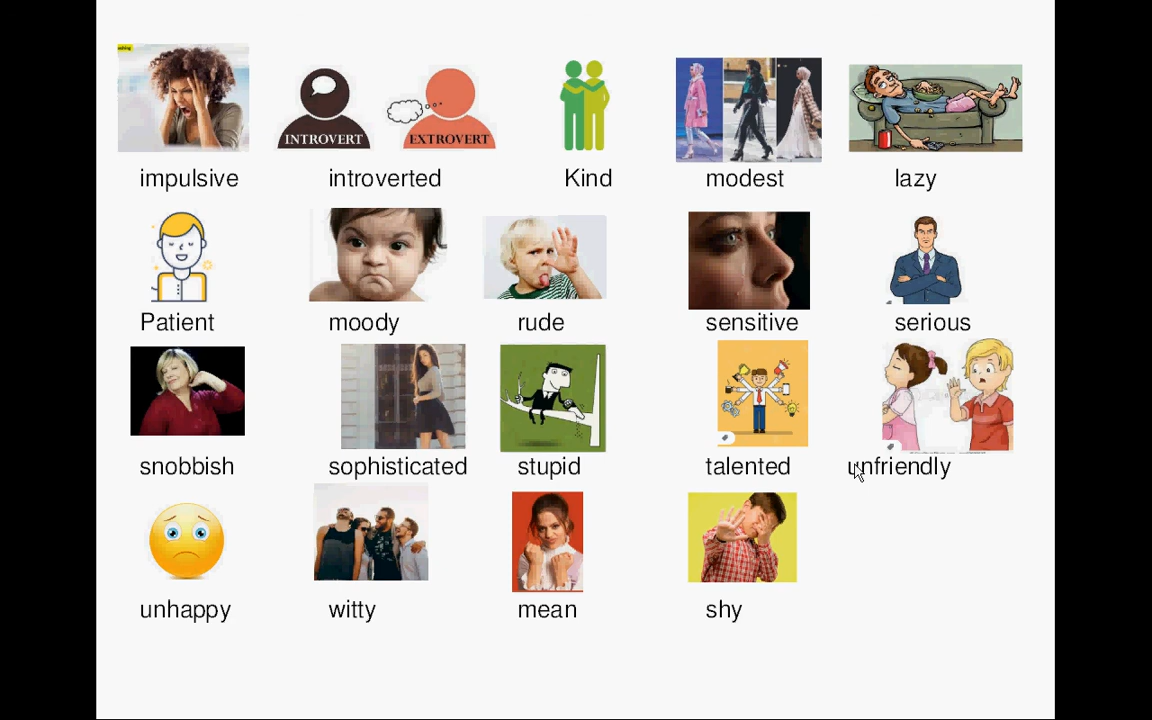 INTROVERT EXTROVERT
impulsive introverted Kind modest lazy
Patient moody rude sensitive serious
snobbish sophisticated stupid talented unfriendly
unhappy witty mean shy